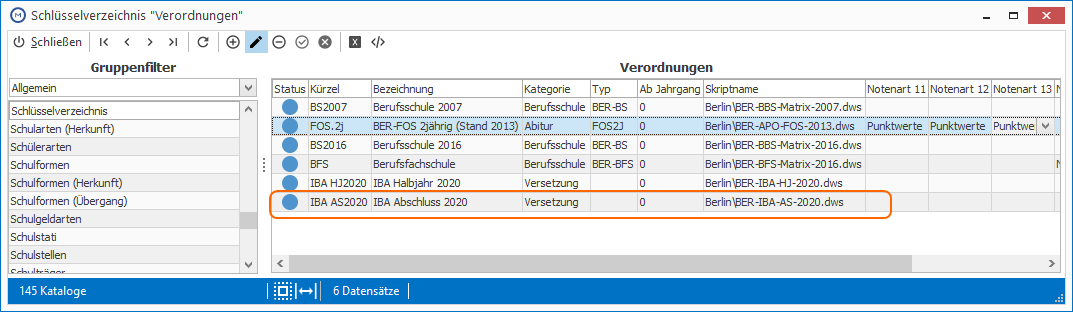 Schlüsselverzeichnis "Verordnungen"
Schließen
Gruppenfilter
Allgemein
Schlüsselverzeichnis
Schularten (Herkunft)
Schülerarten
Schulformen
Schulformen (Herkunft)
Schulformen (Übergang)
Schulgeldarten
Schulstati
Schulstellen
Schulträger
Verordnungen
Status Kürzel Bezeichnung Kategorie Typ Ab Jahrgang Skriptname Notenart 11 Notenart 12 Notenart 13
BS2007 Berufsschule 2007 Berufsschule BER-BS 0 Berlin\BER-BBS-Matrix-2007.dws
FOS.2j BER-FOS 2jährig (Stand 2013) Abitur FOS2J 0 Berlin\BER-APO-FOS-2013.dws Punktwerte Punktwerte Punktwe
BS2016 Berufsschule 2016 Berufsschule BER-BS 0 Berlin\BER-BBS-Matrix-2016.dws
BFS Berufsfachschule Berufsschule BER-BFS 0 Berlin\BER-BFS-Matrix-2016.dws
IBA HJ2020 IBA Halbjahr 2020 Versetzung 0 Berlin\BER-IBA-HJ-2020.dws
IBA AS2020 IBA Abschluss 2020 Versetzung 0 Berlin\BER-IBA-AS-2020.dws
145 Kataloge 6 Datensätze